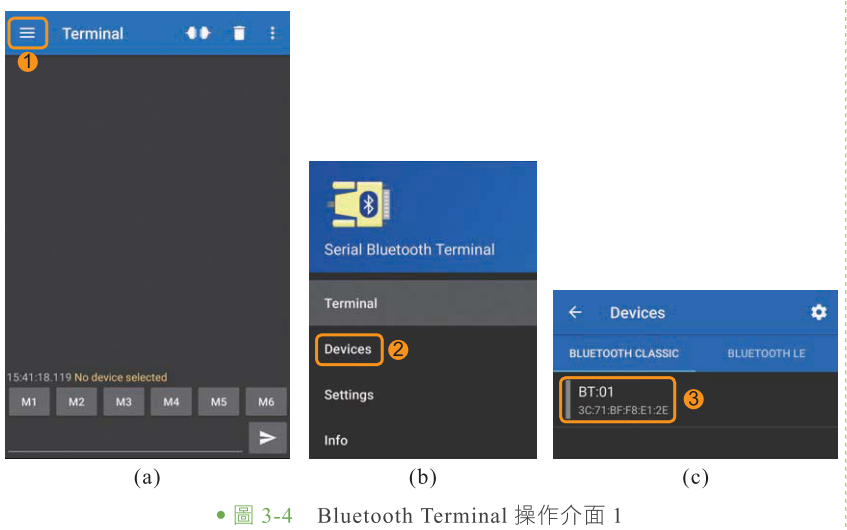 Terminal
1
15:41:18.119 No device selected
M1 M2 M3 M4 M5 M6
(a)
Serial Bluetooth Terminal
Terminal
Devices 2
Settings
Info
(b)
Devices
BLUETOOTH CLASSIC BLUETOOTH LE
BT:01
3C:71:BF:F8:E1:2E
3
(c)
圖 3-4 Bluetooth Terminal 操作介面 1